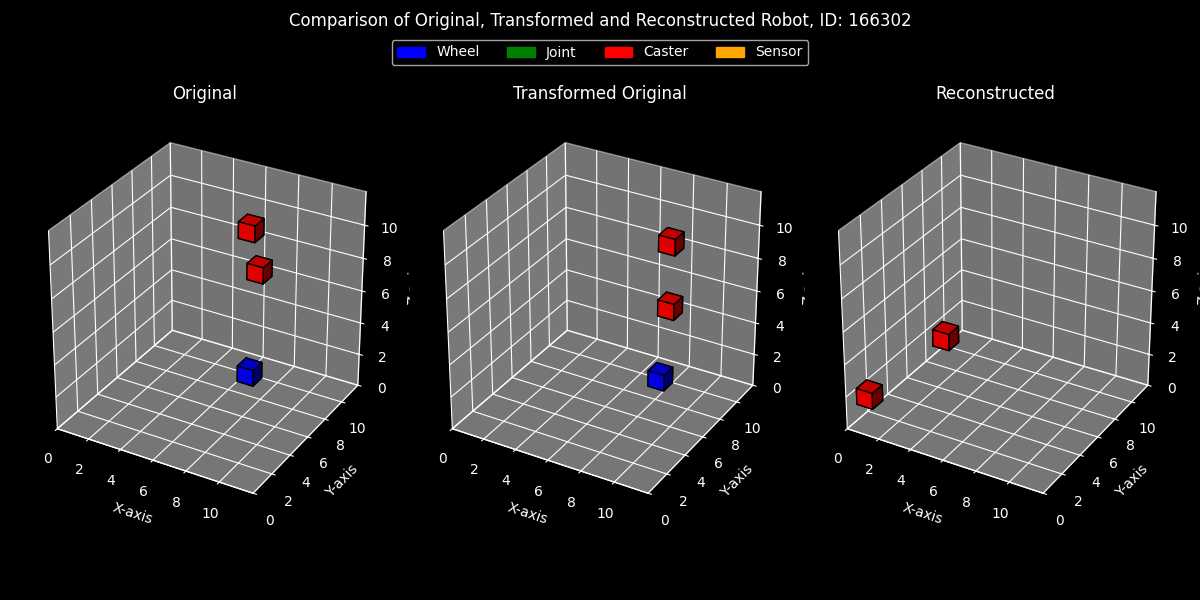 Comparison of Original, Transformed and Reconstructed Robot, ID: 166302
Wheel Joint Caster Sensor
Original
0 2 4 6 8 10
X-axis
0 2 4 6 8 10
Y-axis
0 2 4 6 8 10
Transformed Original
0 2 4 6 8 10
X-axis
0 2 4 6 8 10
Y-axis
0 2 4 6 8 10
Reconstructed
0 2 4 6 8 10
X-axis
0 2 4 6 8 10
Y-axis
0 2 4 6 8 10